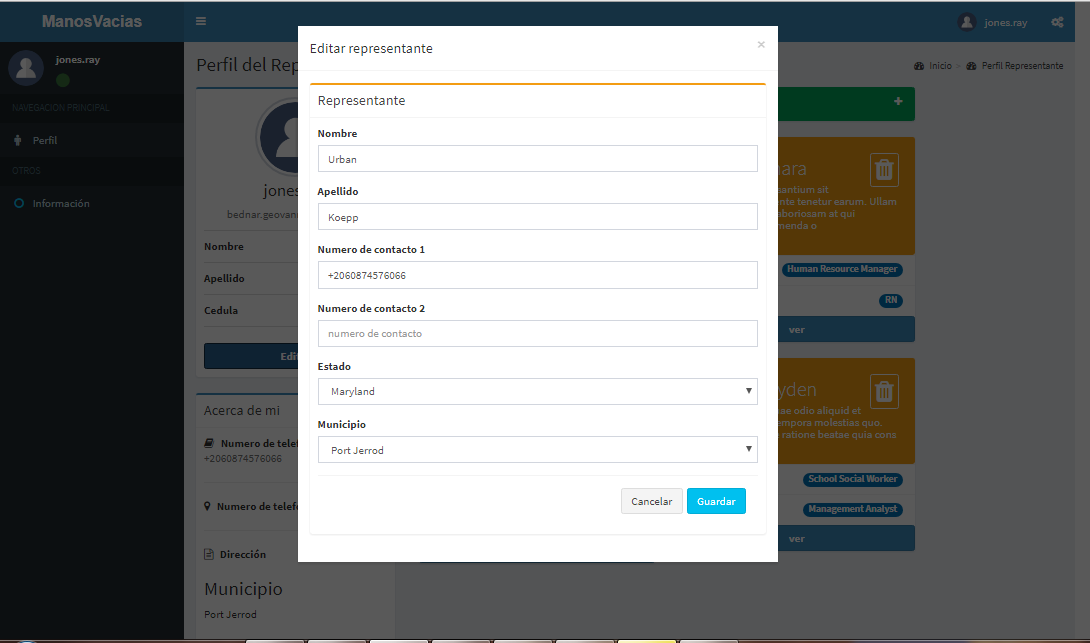 ManosVacias
jones.ray
jones.ray
NAVEGACIÓN PRINCIPAL
Perfil
OTROS
Información
Perfil del Rep
Inicio > Perfil Representante
jones
bednar.geovan
Nombre
Apellido
Cedula
Edit
Acerca de mi
Numero de telef
+2060874576066
Numero de telefo
Dirección
Municipio
Port Jerrod
Editar representante
×
Representante
Nombre
Urban
Apellido
Koepp
Numero de contacto 1
+2060874576066
Numero de contacto 2
numero de contacto
Estado
Maryland
Municipio
Port Jerrod
Cancelar
Guardar
+
ara
santium sit
nte tenetur earum. Ullam
aboriosam at qui
menda o
Human Resource Manager
RN
ver
yden
ae odio aliquid et
empora molestias quo.
ratione beatae quia cons
School Social Worker
Management Analyst
ver